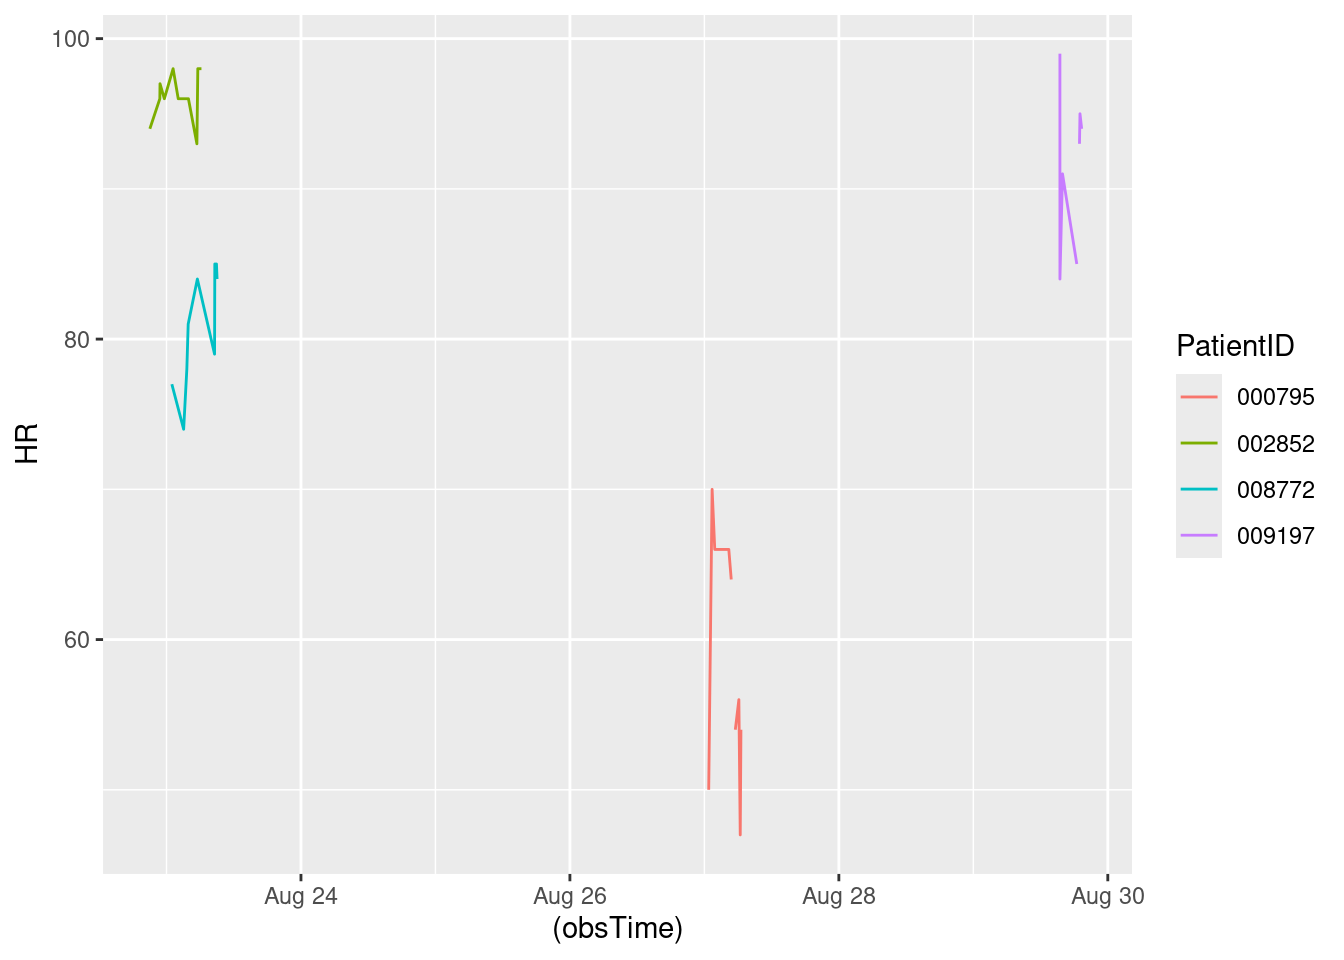 100
80
60
HR
Aug 24
Aug 26
Aug 28
Aug 30
(obsTime)
PatientID
000795
002852
008772
009197